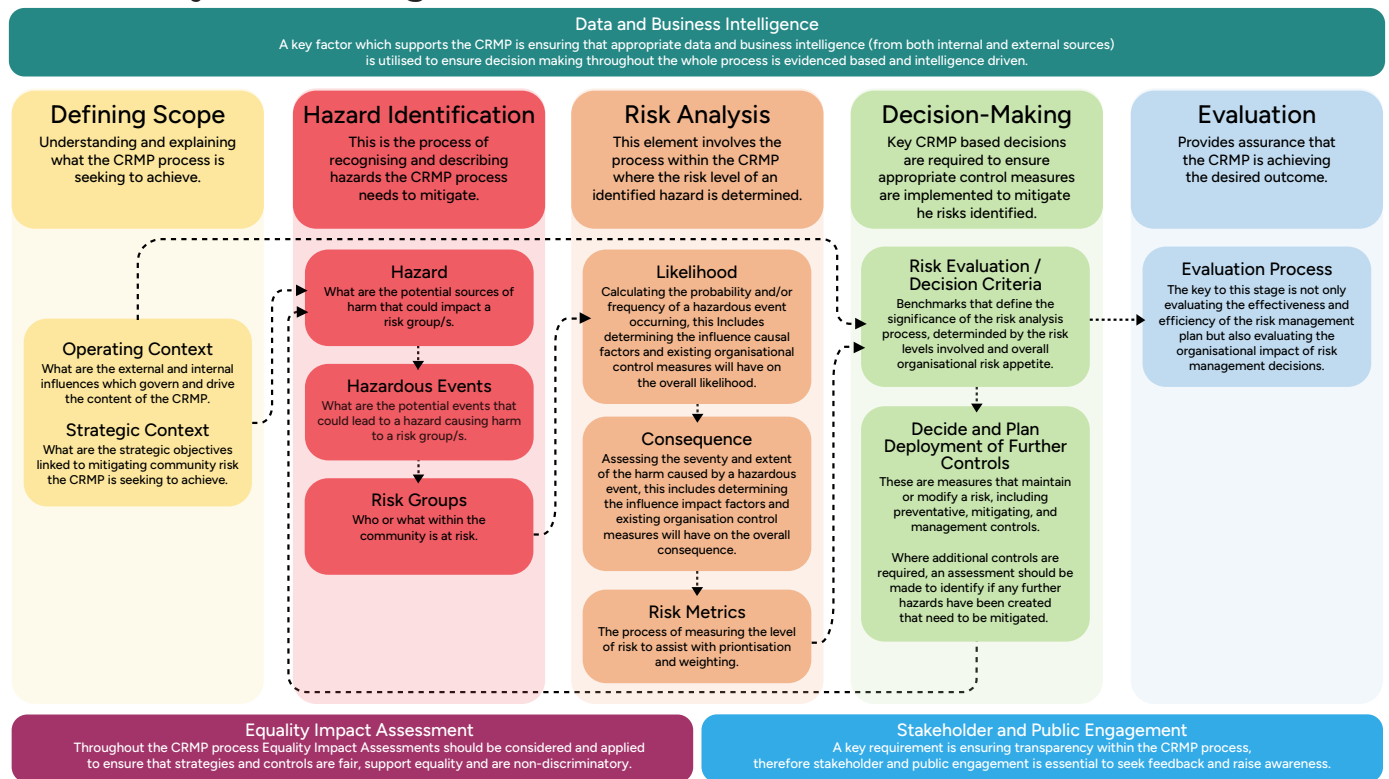 Data and Business Intelligence
A key factor which supports the CRMP is ensuring that appropriate data and business intelligence (from both internal and external sources)
is utilised to ensure decision making throughout the whole process is evidenced based and intelligence driven.
Defining Scope
Understanding and explaining
what the CRMP process is
seeking to achieve.
Operating Context
What are the external and internal
influences which govern and drive
the content of the CRMP.
Strategic Context
What are the strategic objectives
linked to mitigating community risk
the CRMP is seeking to achieve.
Hazard Identification
This is the process of
recognising and describing
hazards the CRMP process
needs to mitigate.
Hazard
What are the potential sources of
harm that could impact a
risk group/s.
Hazardous Events
What are the potential events that
could lead to a hazard causing harm
to a risk group/s.
Risk Groups
Who or what within the
community is at risk.
Risk Analysis
This element involves the
process within the CRMP
where the risk level of an
identified hazard is determined.
Likelihood
Calculating the probability and/or
frequency of a hazardous event
occurring, this Includes
determining the influence causal
factors and existing organisational
control measures will have on
the overall likelihood.
Consequence
Assessing the seventy and extent
of the harm caused by a hazardous
event, this includes determining
the influence impact factors and
existing organisation control
measures will have on the overall
consequence.
Risk Metrics
The process of measuring the level
of risk to assist with priontisation
and weighting.
Decision-Making
Key CRMP based decisions
are required to ensure
appropriate control measures
are implemented to mitigate
he risks identified.
Risk Evaluation /
Decision Criteria
Benchmarks that define the
significance of the risk analysis
process, determinded by the risk
levels involved and overall
organisational risk appetite.
Decide and Plan
Deployment of Further
Controls
These are measures that maintain
or modify a risk, including
preventative, mitigating, and
management controls.
Where additional controls are
required, an assessment should be
made to identify if any further
hazards have been created
that need to be mitigated.
Evaluation
Provides assurance that
the CRMP is achieving
the desired outcome.
Evaluation Process
The key to this stage is not only
evaluating the effectiveness and
efficiency of the risk management
plan but also evaluating the
organisational impact of risk
management decisions.
Equality Impact Assessment
Throughout the CRMP process Equality Impact Assessments should be considered and applied
to ensure that strategies and controls are fair, support equality and are non-discriminatory.
Stakeholder and Public Engagement
A key requirement is ensuring transparency within the CRMP process,
therefore stakeholder and public engagement is essential to seek feedback and raise awareness.